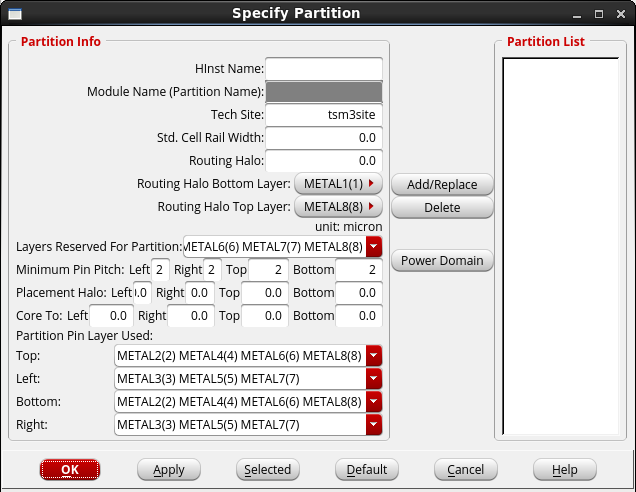 Specify Partition
Partition Info
Partition List
HInst Name:
Module Name (Partition Name):
Tech Site: tsm3site
Std. Cell Rail Width: 0.0
Routing Halo: 0.0
Routing Halo Bottom Layer: METAL1(1)
Add/Replace
Routing Halo Top Layer: METAL8(8)
Delete
unit: micron
Layers Reserved For Partition: METAL6(6) METAL7(7) METAL8(8)
Power Domain
Minimum Pin Pitch: Left 2 Right 2 Top 2 Bottom 2
Placement Halo: Left .0 Right 0.0 Top 0.0 Bottom 0.0
Core To: Left 0.0 Right 0.0 Top 0.0 Bottom 0.0
Partition Pin Layer Used:
Top: METAL2(2) METAL4(4) METAL6(6) METAL8(8)
Left: METAL3(3) METAL5(5) METAL7(7)
Bottom: METAL2(2) METAL4(4) METAL6(6) METAL8(8)
Right: METAL3(3) METAL5(5) METAL7(7)
OK Apply Selected Default Cancel Help